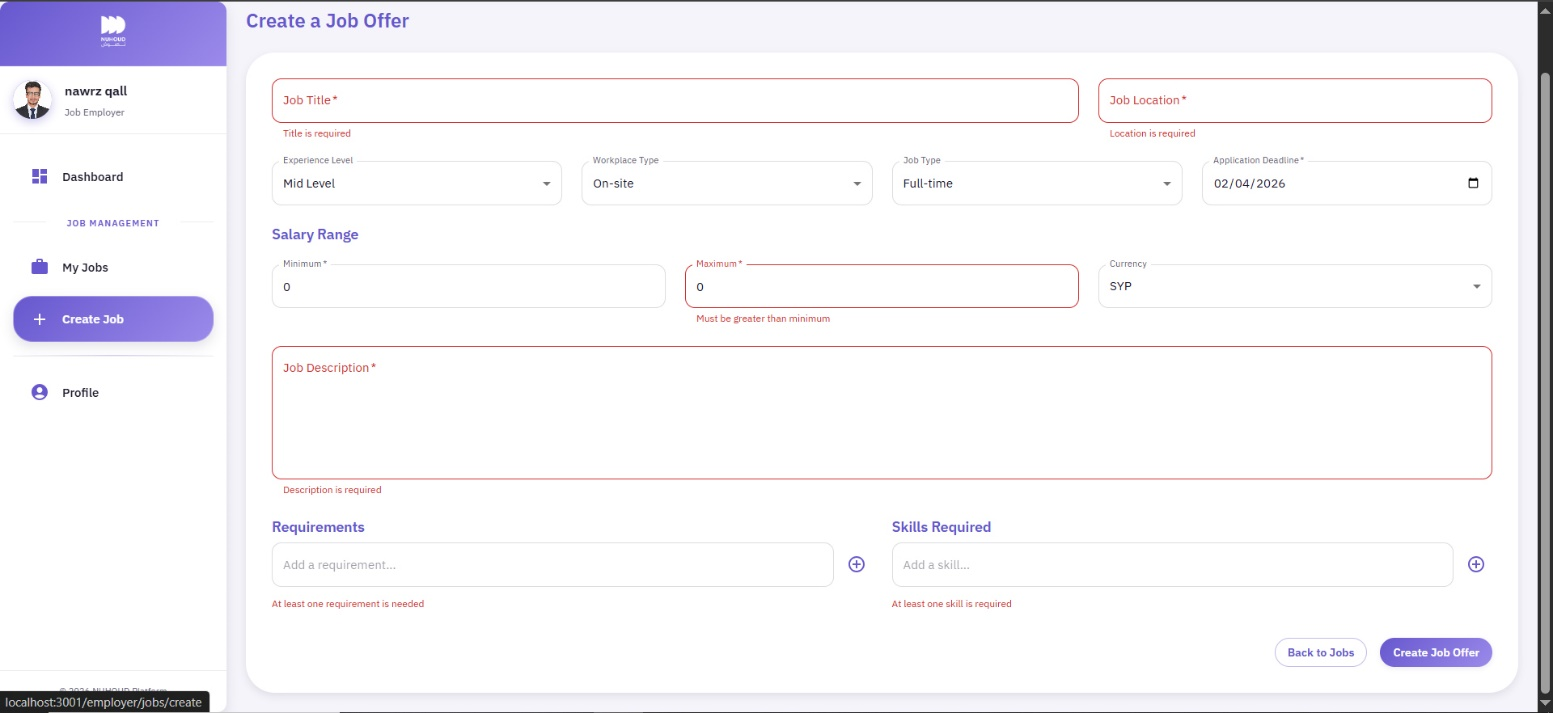 NUHOUD
Create a Job Offer
nawrz qall
Job Employer
Dashboard
JOB MANAGEMENT
My Jobs
Create Job
Profile
Job Title *
Title is required
Job Location *
Location is required
Experience Level
Mid Level
Workplace Type
On-site
Job Type
Full-time
Application Deadline *
02/04/2026
Salary Range
Minimum *
0
Maximum *
0
Must be greater than minimum
Currency
SYP
Job Description *
Description is required
Requirements
Add a requirement...
At least one requirement is needed
Skills Required
Add a skill...
At least one skill is required
Back to Jobs
Create Job Offer
© 2026 NUHOUD Platform
localhost:3001/employer/jobs/create